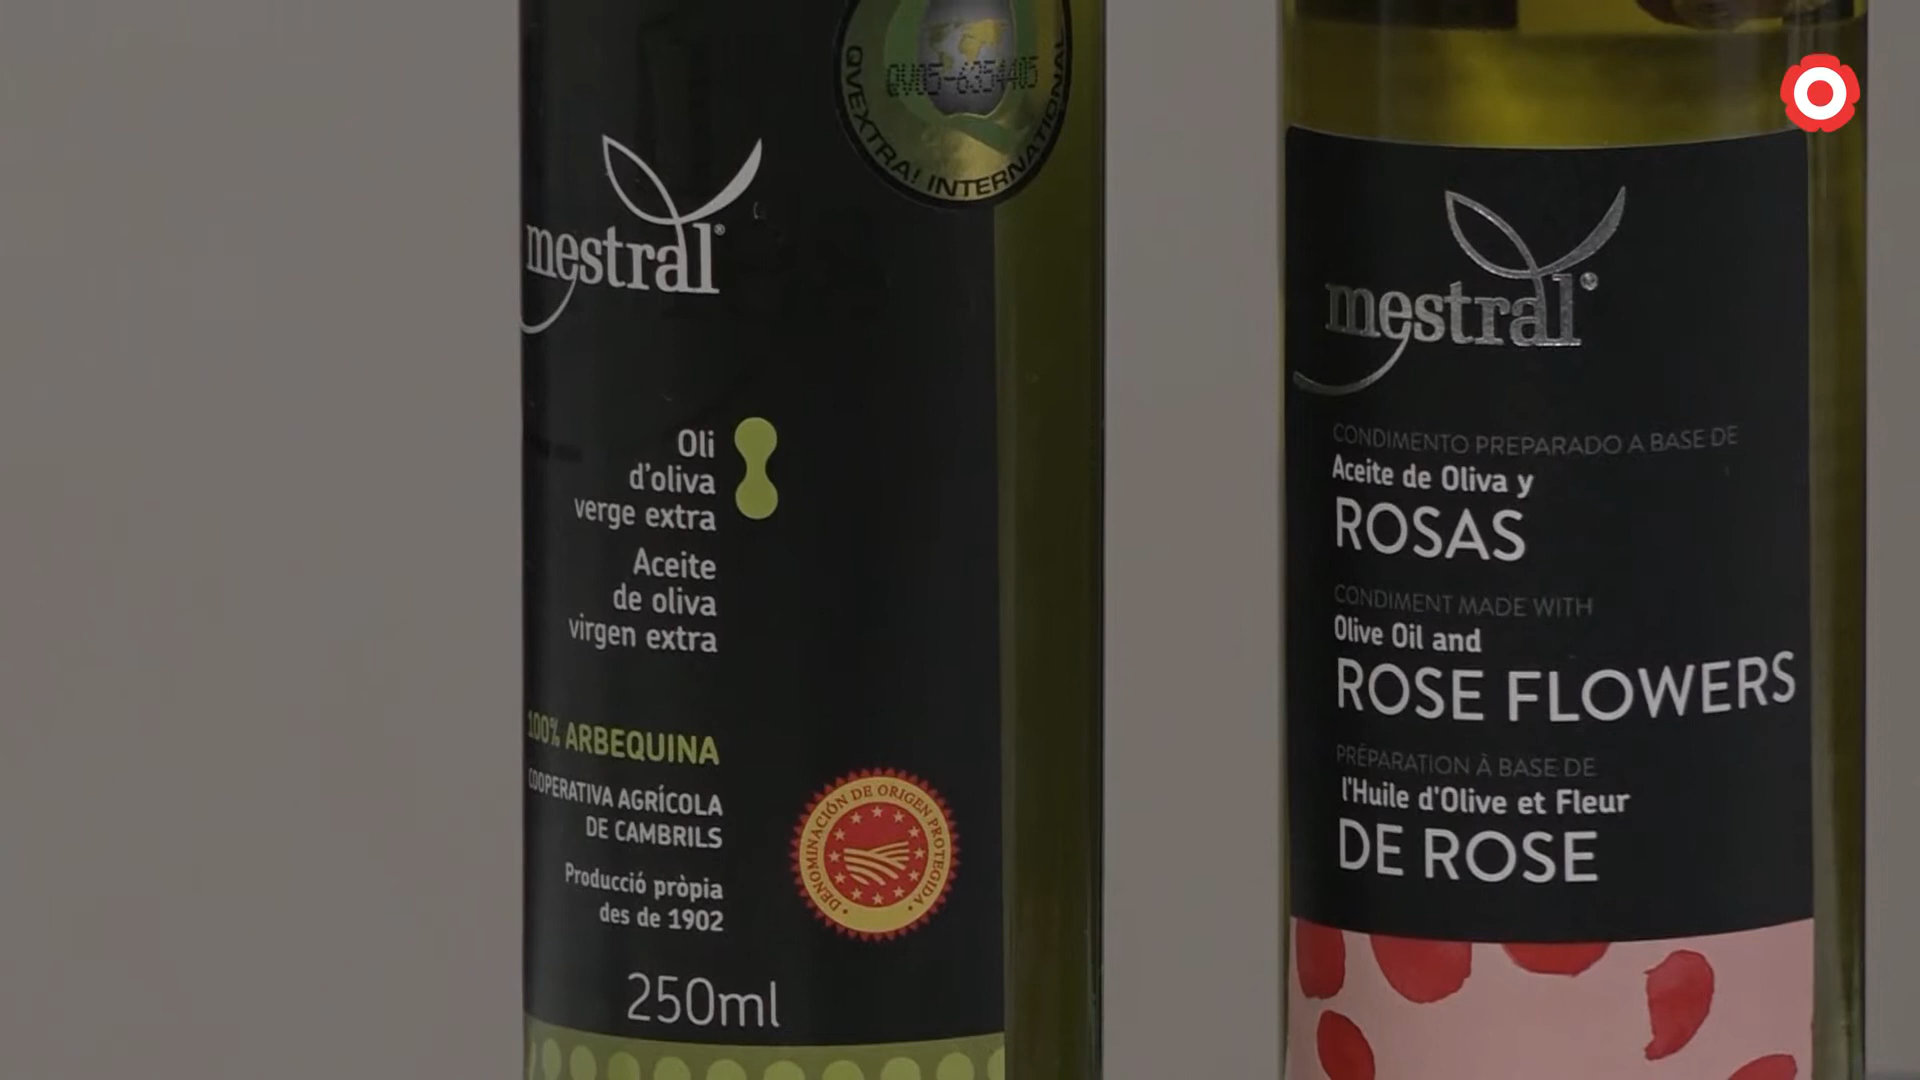 QV05-6354405
QVEXTRA! INTERNATIONAL
mestral®
Oli
d'oliva
verge extra
Aceite
de oliva
virgen extra
100% ARBEQUINA
COOPERATIVA AGRÍCOLA
DE CAMBRILS
Producció pròpia
des de 1902
DENOMINACIÓN DE ORIGEN PROTEGIDA
250ml
mestral®
CONDIMENTO PREPARADO A BASE DE
Aceite de Oliva y
ROSAS
CONDIMENT MADE WITH
Olive Oil and
ROSE FLOWERS
PRÉPARATION À BASE DE
l'Huile d'Olive et Fleur
DE ROSE